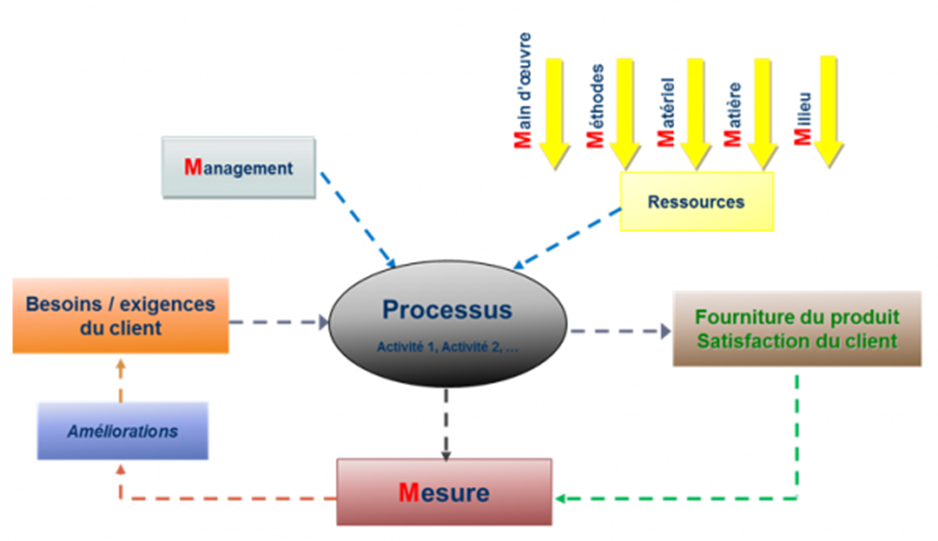 Main d'œuvre
Méthodes
Matériel
Matière
Milieu
Management
Ressources
Besoins / exigences
du client
Processus
Activité 1, Activité 2, ...
Fourniture du produit
Satisfaction du client
Améliorations
Mesure